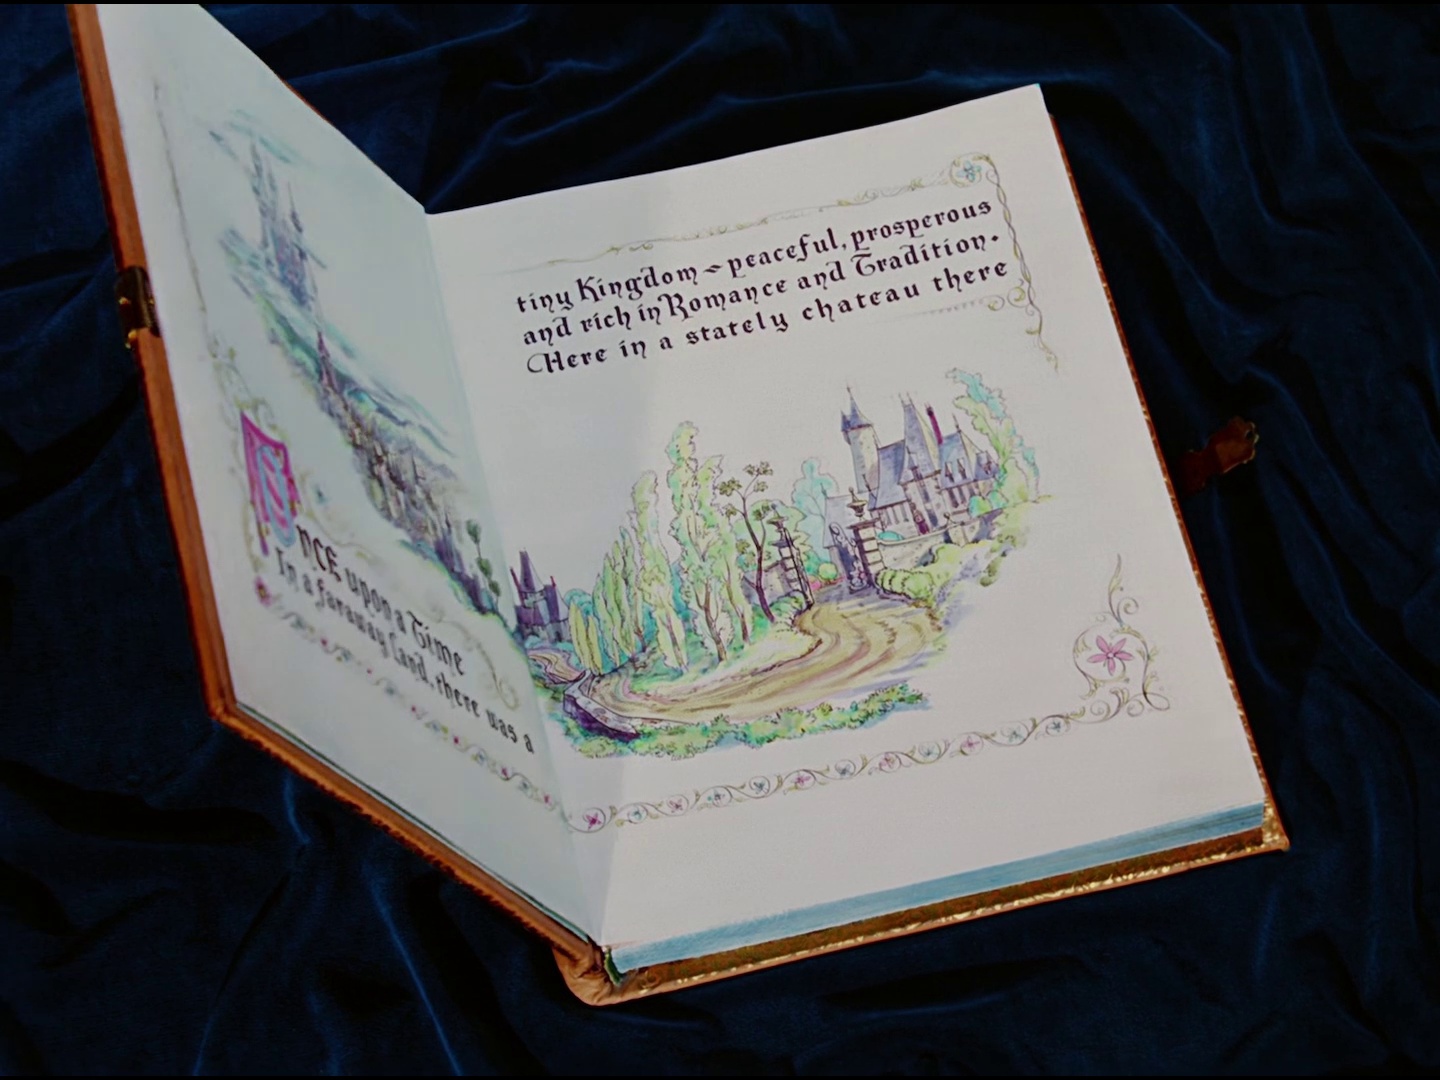 ONCE upon a Time
In a faraway Land, there was a
tiny Kingdom ~ peaceful, prosperous
and rich in Romance and Tradition.
Here in a stately chateau there